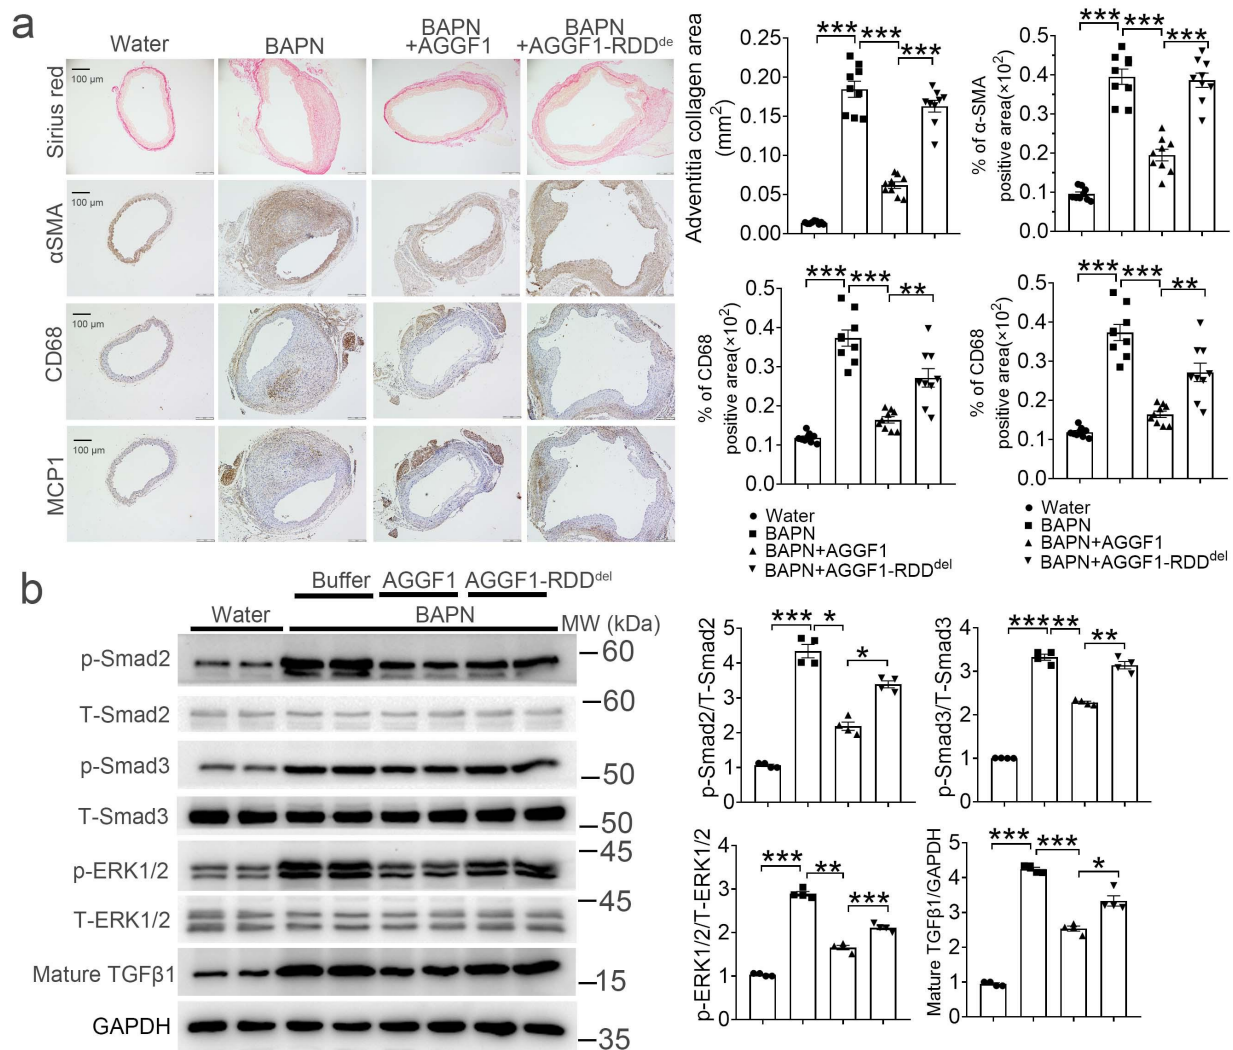 a
Water
BAPN
BAPN
+AGGF1
BAPN
+AGGF1-RDDde
Sirius red
100 μm
αSMA
100 μm
CD68
100 μm
MCP1
100 μm
Adventitia collagen area
(mm2)
0.25
0.20
0.15
0.10
0.05
0.00
*** *** ***
% of α-SMA
positive area(×102)
0.5
0.4
0.3
0.2
0.1
0.0
*** *** ***
% of CD68
positive area(×102)
0.5
0.4
0.3
0.2
0.1
0.0
*** *** **
% of CD68
positive area(×102)
0.5
0.4
0.3
0.2
0.1
0.0
*** *** **
Water
BAPN
BAPN+AGGF1
BAPN+AGGF1-RDDdel
Water
BAPN
BAPN+AGGF1
BAPN+AGGF1-RDDdel
b
Buffer AGGF1 AGGF1-RDDdel
Water BAPN MW (kDa)
p-Smad2
60
T-Smad2
60
p-Smad3
50
T-Smad3
50
p-ERK1/2
45
T-ERK1/2
45
Mature TGFβ1
15
GAPDH
35
p-Smad2/T-Smad2
5
4
3
2
1
0
*** * *
p-Smad3/T-Smad3
4
3
2
1
0
*** ** **
p-ERK1/2/T-ERK1/2
4
3
2
1
0
*** ** ***
Mature TGFβ1/GAPDH
5
4
3
2
1
0
*** *** *